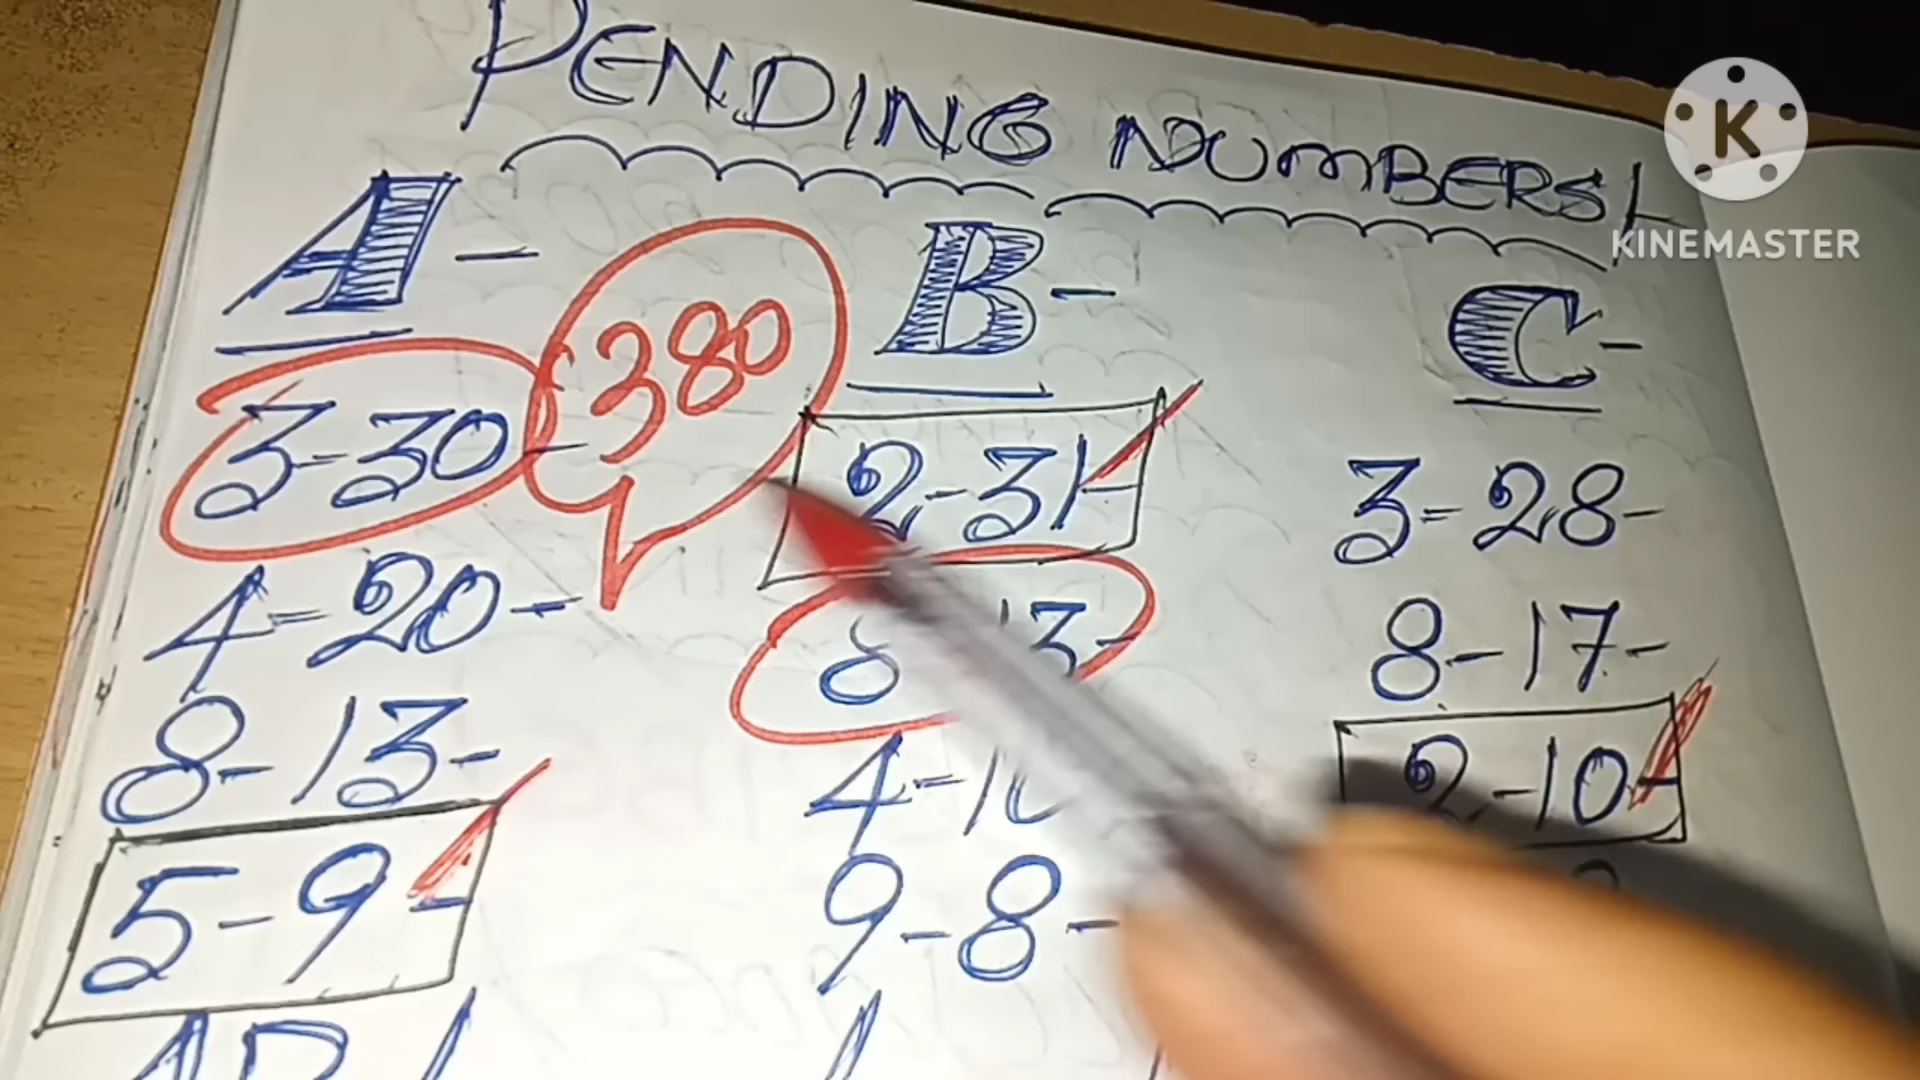 PENDING NUMBERS
K
KINEMASTER
A- B- C-
380
3-30- 2-31- 3-28-
4-20- 8-17-
8-13- 2-10-
5-9- 9-8-